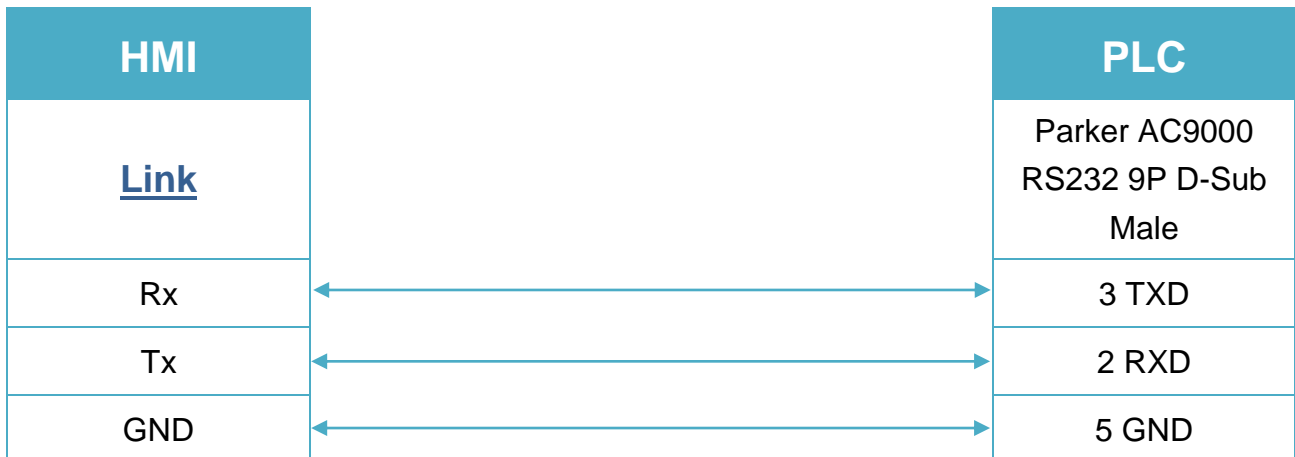 HMI
PLC
Link
Parker AC9000
RS232 9P D-Sub
Male
Rx
3 TXD
Tx
2 RXD
GND
5 GND